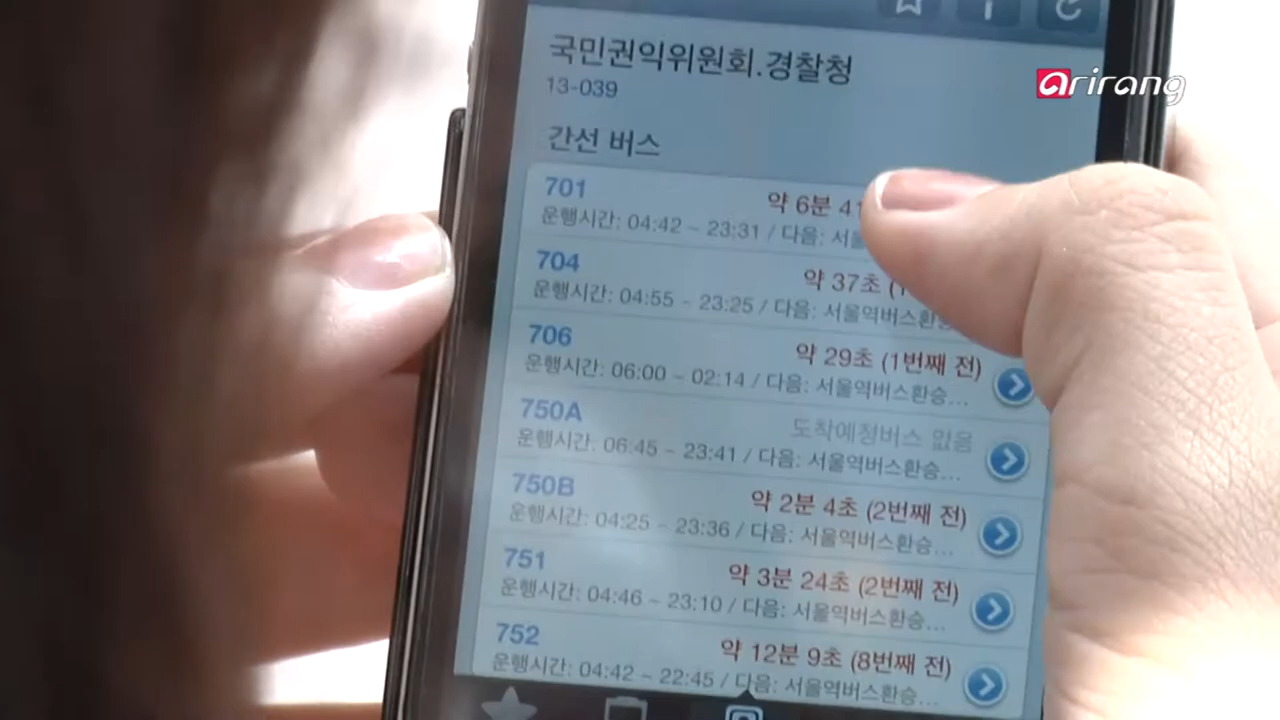 arirang
국민권익위원회.경찰청
13-039
간선 버스
701
약 6분 41
운행시간: 04:42 ~ 23:31 / 다음: 서울
704
약 37초 (1
운행시간: 04:55 ~ 23:25 / 다음: 서울역버스환승
706
약 29초 (1번째 전)
운행시간: 06:00 ~ 02:14 / 다음: 서울역버스환승...
750A
도착예정버스 없음
운행시간: 06:45 ~ 23:41 / 다음: 서울역버스환승...
750B
약 2분 4초 (2번째 전)
운행시간: 04:25 ~ 23:36 / 다음: 서울역버스환승...
751
약 3분 24초 (2번째 전)
운행시간: 04:46 ~ 23:10 / 다음: 서울역버스환승...
752
약 12분 9초 (8번째 전)
운행시간: 04:42 ~ 22:45 / 다음: 서울역버스환승...